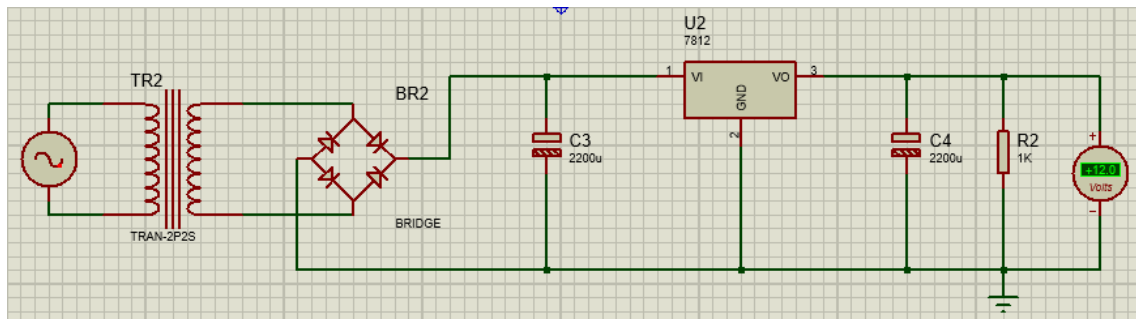 U2
7812
TR2
BR2
1
VI
VO
3
GND
2
C3
2200u
C4
2200u
R2
1K
+
+12.0
Volts
−
TRAN-2P2S
BRIDGE